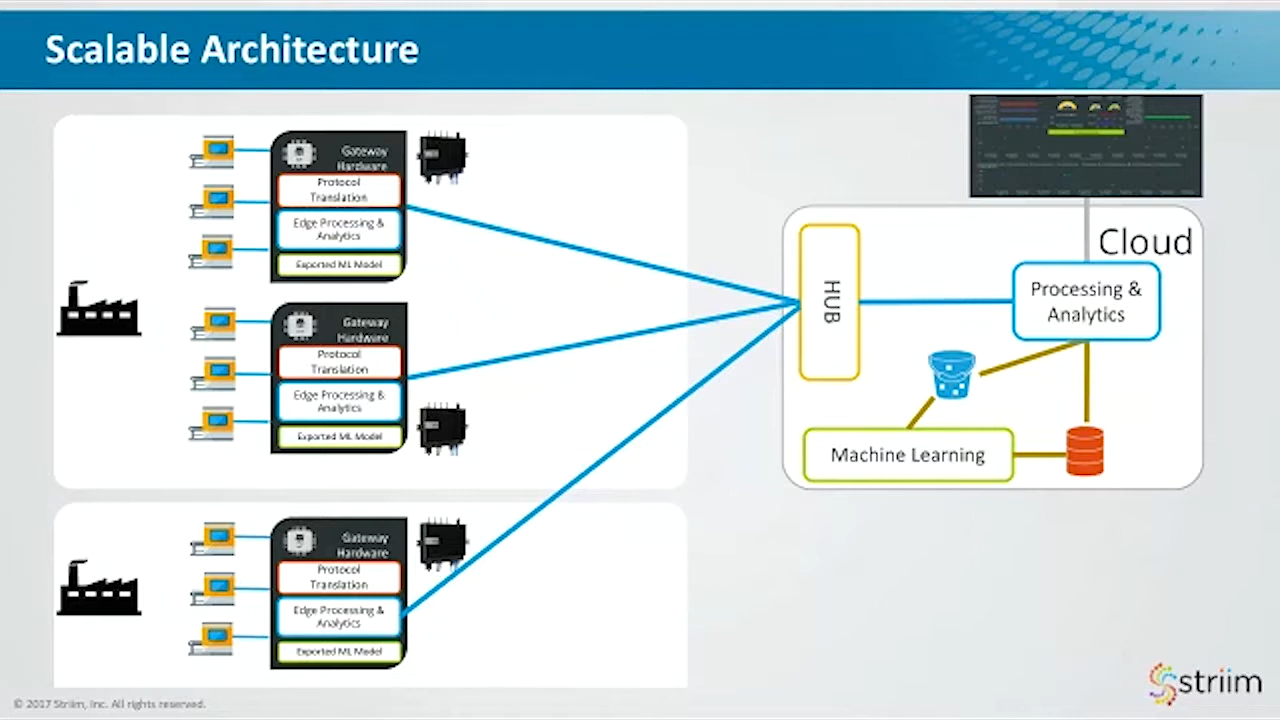 Scalable Architecture
Gateway
Hardware
Protocol
Translation
Edge Processing &
Analytics
Exported ML Model
Gateway
Hardware
Protocol
Translation
Edge Processing &
Analytics
Exported ML Model
Gateway
Hardware
Protocol
Translation
Edge Processing &
Analytics
Exported ML Model
HUB
Cloud
Processing &
Analytics
Machine Learning
striim
© 2017 Striim, Inc. All rights reserved.